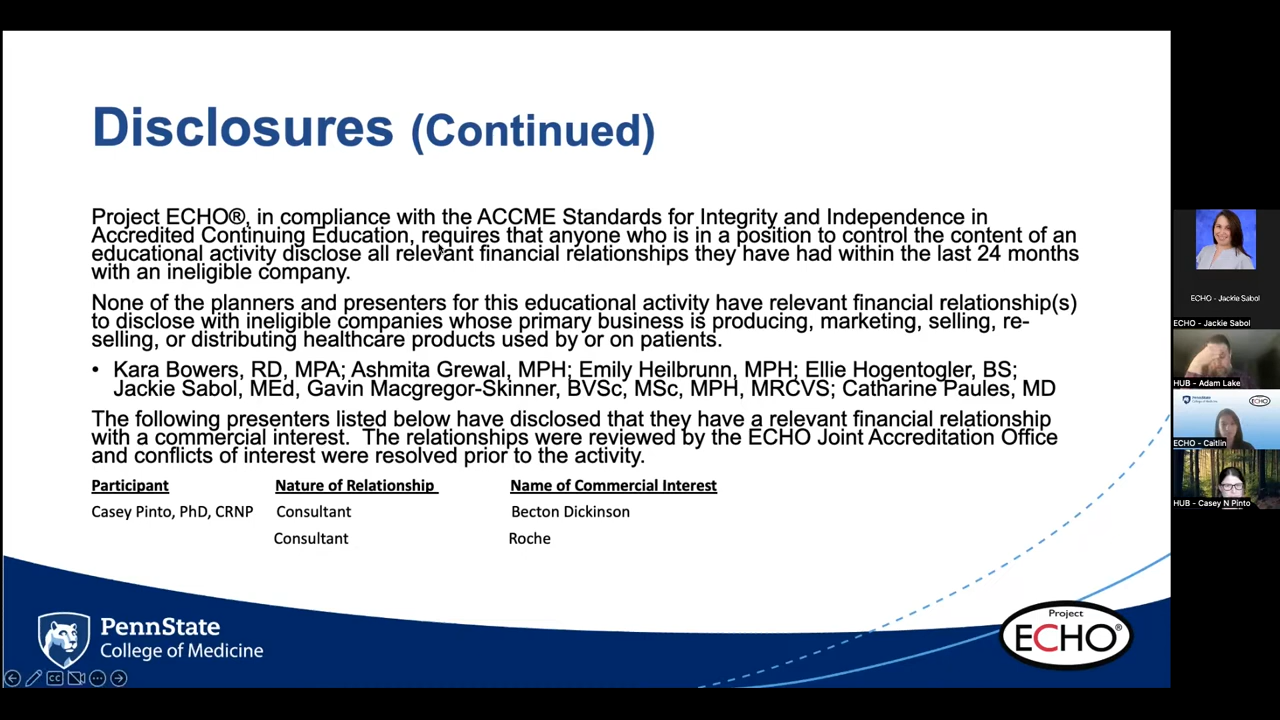 Disclosures (Continued)
Project ECHO®, in compliance with the ACCME Standards for Integrity and Independence in
Accredited Continuing Education, requires that anyone who is in a position to control the content of an
educational activity disclose all relevant financial relationships they have had within the last 24 months
with an ineligible company.
None of the planners and presenters for this educational activity have relevant financial relationship(s)
to disclose with ineligible companies whose primary business is producing, marketing, selling, re-
selling, or distributing healthcare products used by or on patients.
• Kara Bowers, RD, MPA; Ashmita Grewal, MPH; Emily Heilbrunn, MPH; Ellie Hogentogler, BS;
Jackie Sabol, MEd, Gavin Macgregor-Skinner, BVSc, MSc, MPH, MRCVS; Catharine Paules, MD
The following presenters listed below have disclosed that they have a relevant financial relationship
with a commercial interest. The relationships were reviewed by the ECHO Joint Accreditation Office
and conflicts of interest were resolved prior to the activity.
Participant Nature of Relationship Name of Commercial Interest
Casey Pinto, PhD, CRNP Consultant Becton Dickinson
Consultant Roche
PennState
College of Medicine
Project
ECHO®
CC
ECHO - Jackie Sabol
ECHO - Jackie Sabol
HUB - Adam Lake
PennState
ECHO
ECHO - Caitlin
HUB - Casey N Pinto